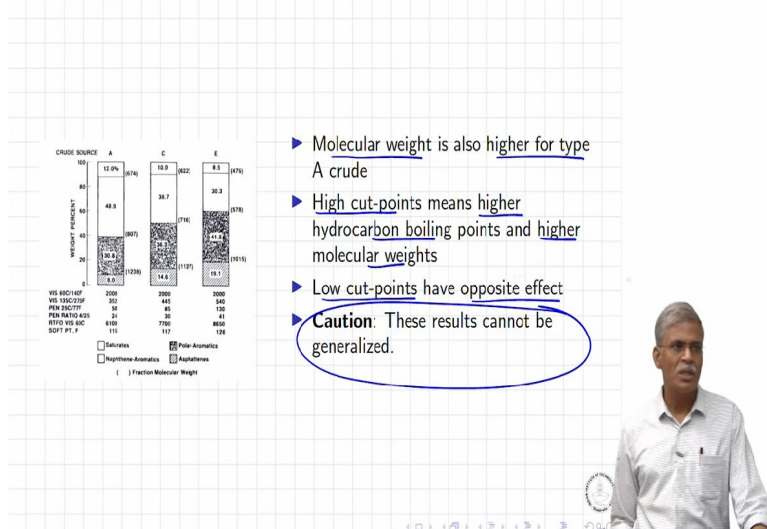 CRUDE SOURCE A C E
100
12.0% (674) 10.0 (622) 8.5 (476)
80
48.9 38.7 30.3
WEIGHT PERCENT
60
(807) (716) (578)
40
30.8 36.3 41.9
20
(1238) (1127) (1015)
8.0 14.6 19.1
0
VIS 60C/140F 2000 2000 2000
VIS 135C/275F 352 445 540
PEN 25C/77F 50 85 130
PEN RATIO 4/25 24 30 41
RTFO VIS 60C 6100 7700 8650
SOFT PT, F 115 117 120
Saturates Polar-Aromatics
Napthene-Aromatics Asphaltenes
( ) Fraction Molecular Weight
Molecular weight is also higher for type
A crude
High cut-points means higher
hydrocarbon boiling points and higher
molecular weights
Low cut-points have opposite effect
Caution: These results cannot be
generalized.